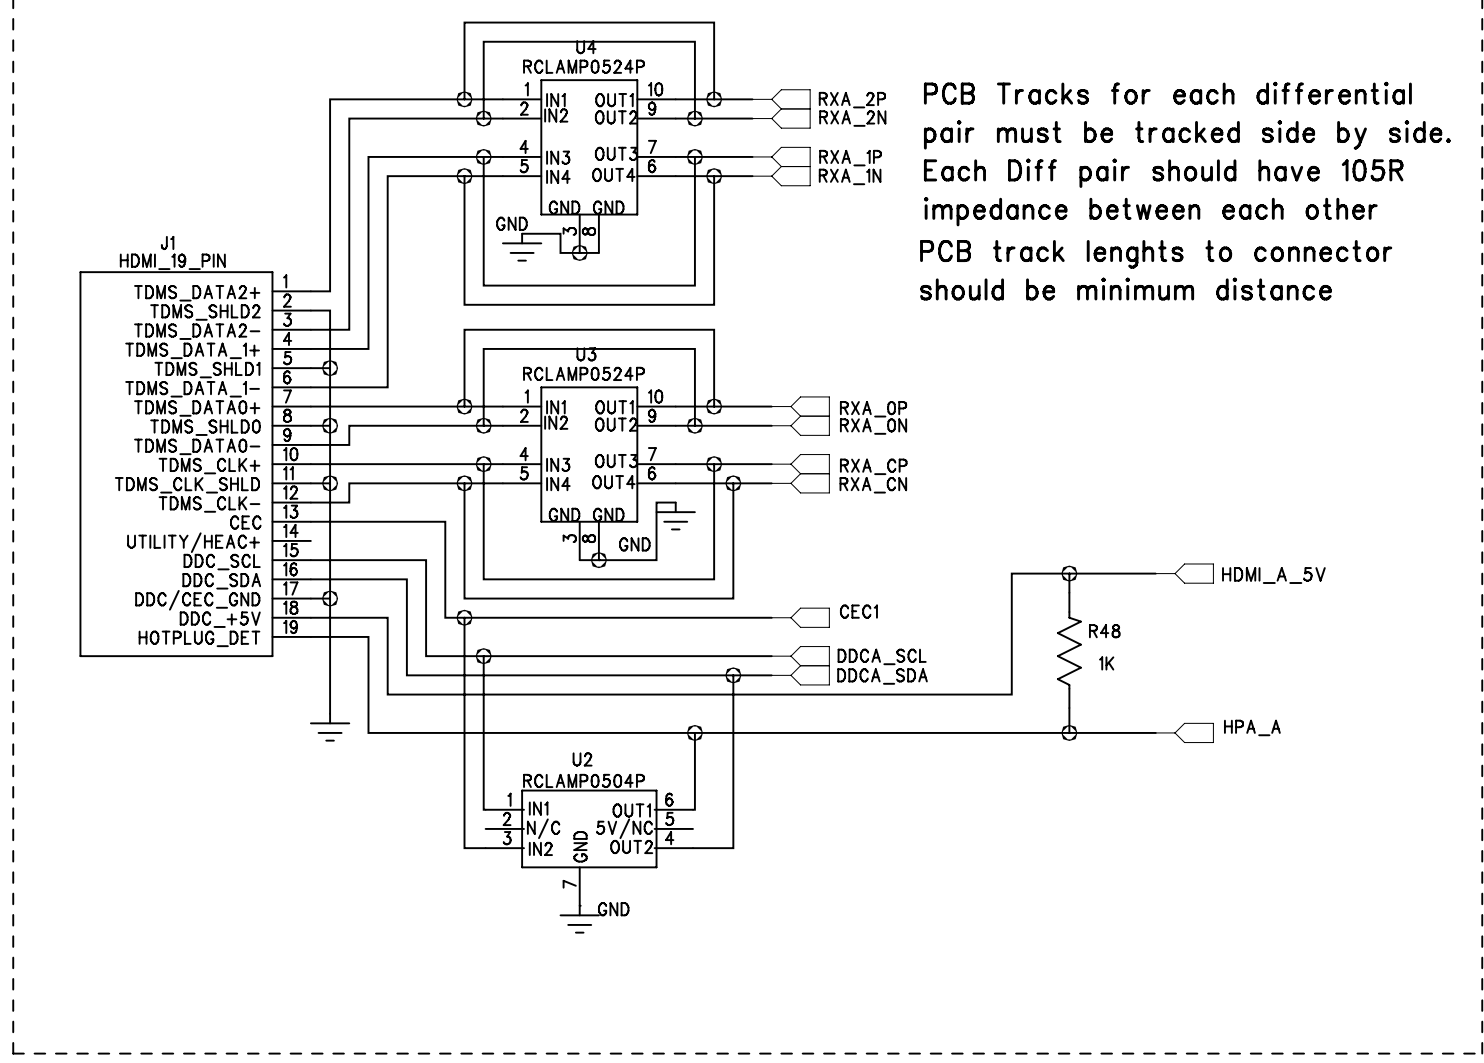 U4
RCLAMP0524P
1 IN1 OUT1 10 RXA_2P
2 IN2 OUT2 9 RXA_2N
4 IN3 OUT3 7 RXA_1P
5 IN4 OUT4 6 RXA_1N
GND GND
GND 3 8
PCB Tracks for each differential
pair must be tracked side by side.
Each Diff pair should have 105R
impedance between each other
PCB track lenghts to connector
should be minimum distance
J1
HDMI_19_PIN
TDMS_DATA2+ 1
TDMS_SHLD2 2
TDMS_DATA2- 3
TDMS_DATA_1+ 4
TDMS_SHLD1 5
TDMS_DATA_1- 6
TDMS_DATA0+ 7
TDMS_SHLD0 8
TDMS_DATA0- 9
TDMS_CLK+ 10
TDMS_CLK_SHLD 11
TDMS_CLK- 12
CEC 13
UTILITY/HEAC+ 14
DDC_SCL 15
DDC_SDA 16
DDC/CEC_GND 17
DDC_+5V 18
HOTPLUG_DET 19
U3
RCLAMP0524P
1 IN1 OUT1 10 RXA_0P
2 IN2 OUT2 9 RXA_0N
4 IN3 OUT3 7 RXA_CP
5 IN4 OUT4 6 RXA_CN
GND GND
3 8 GND
HDMI_A_5V
CEC1
R48
1K
DDCA_SCL
DDCA_SDA
HPA_A
U2
RCLAMP0504P
1 IN1 OUT1 6
2 N/C 5V/NC 5
3 IN2 OUT2 4
GND
7
GND